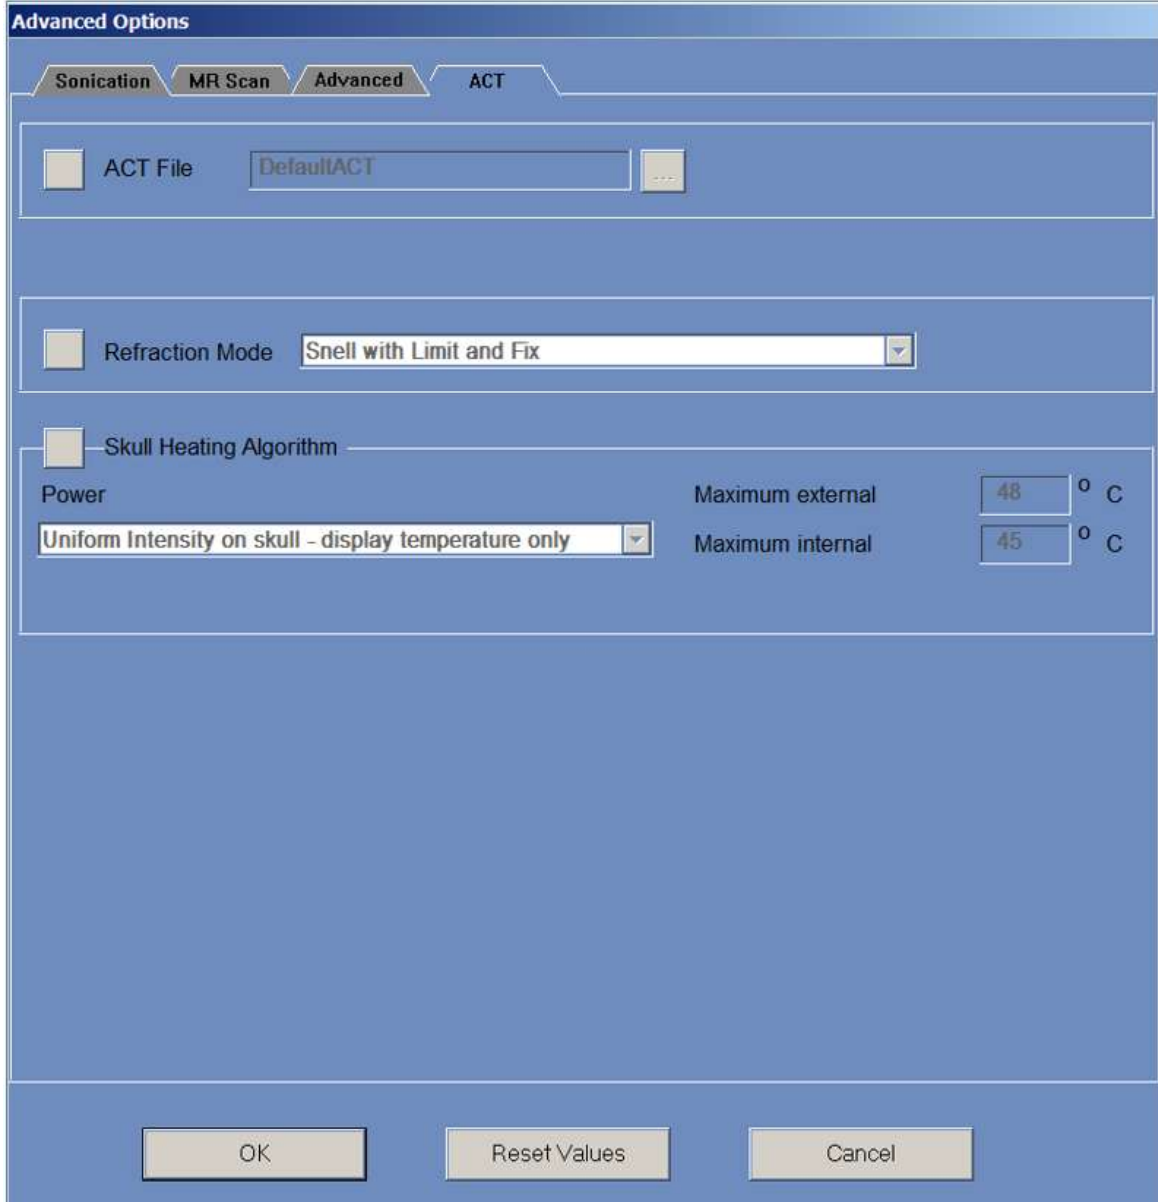 Advanced Options
Sonication MR Scan Advanced ACT
ACT File DefaultACT ...
Refraction Mode Snell with Limit and Fix
Skull Heating Algorithm
Power Maximum external 48 o C
Uniform Intensity on skull - display temperature only Maximum internal 45 o C
OK Reset Values Cancel